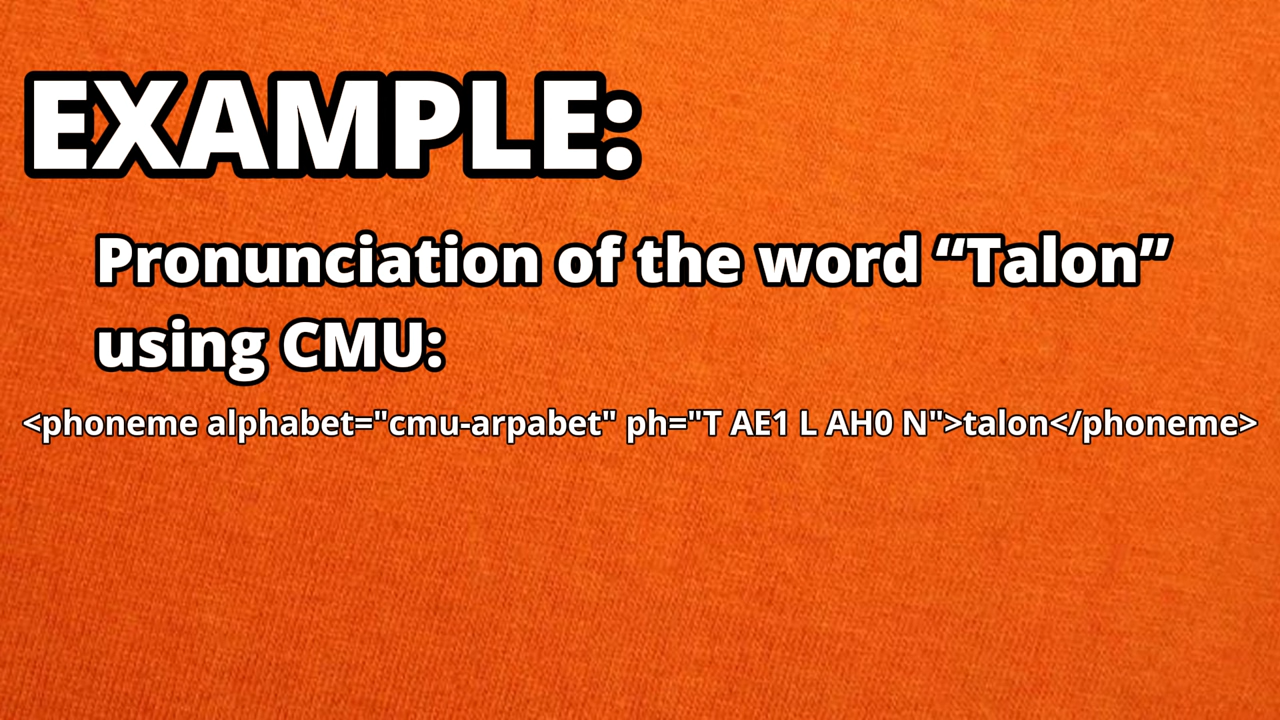 EXAMPLE:
Pronunciation of the word “Talon”
using CMU:
<phoneme alphabet="cmu-arpabet" ph="T AE1 L AH0 N">talon</phoneme>